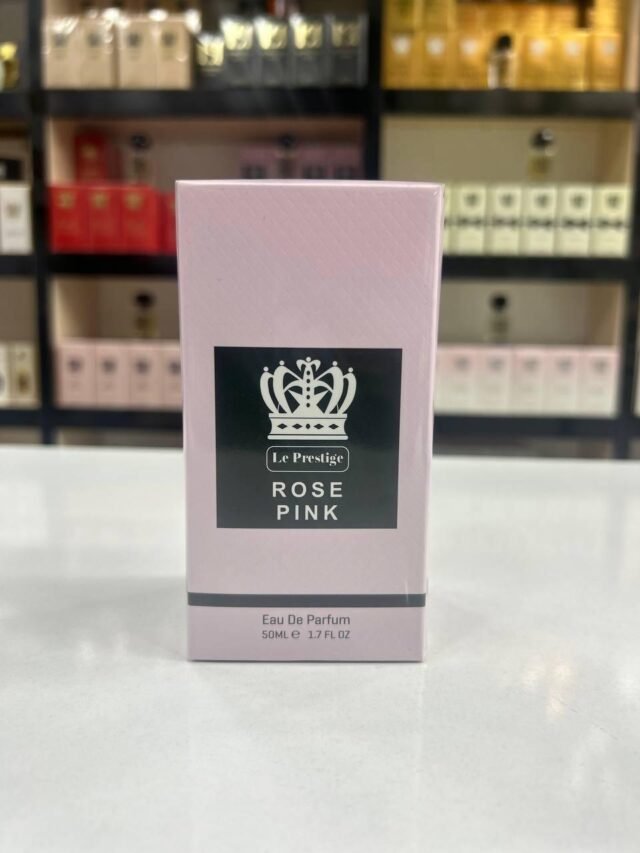 Le Prestige
ROSE
PINK
Eau De Parfum
50ML ℮ 1.7 FL OZ